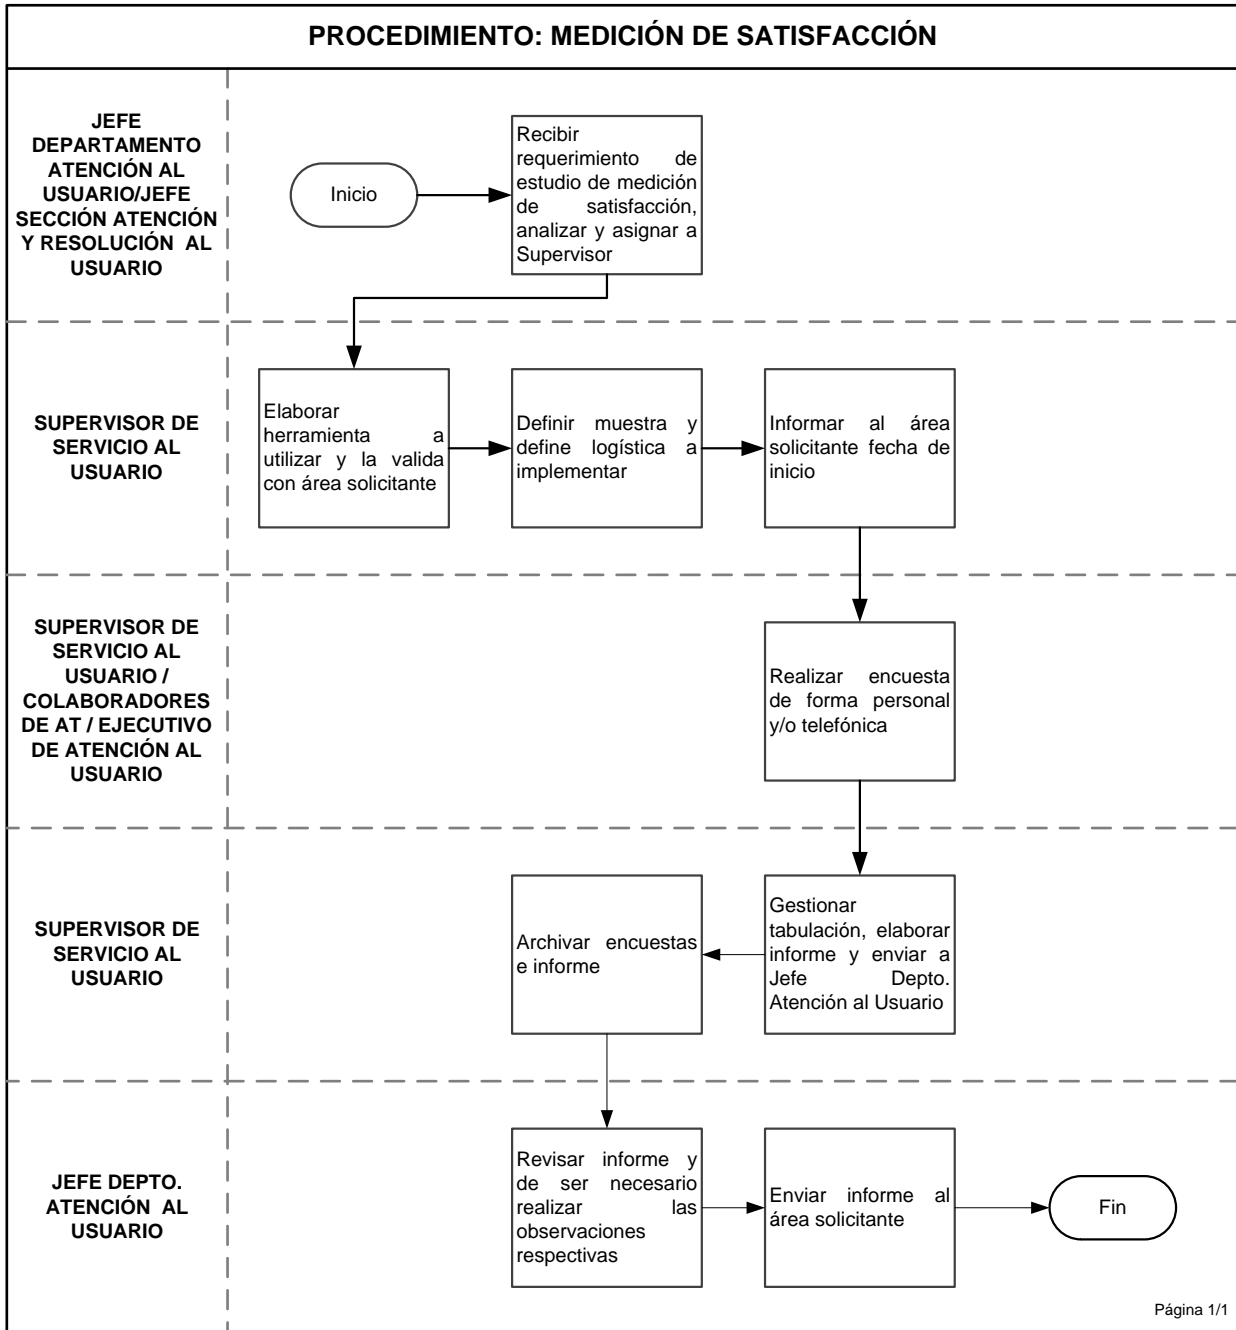 PROCEDIMIENTO: MEDICIÓN DE SATISFACCIÓN
JEFE
DEPARTAMENTO
ATENCIÓN AL
USUARIO/JEFE
SECCIÓN ATENCIÓN
Y RESOLUCIÓN AL
USUARIO
Inicio
Recibir
requerimiento de
estudio de medición
de satisfacción,
analizar y asignar a
Supervisor
SUPERVISOR DE
SERVICIO AL
USUARIO
Elaborar
herramienta a
utilizar y la valida
con área solicitante
Definir muestra y
define logística a
implementar
Informar al área
solicitante fecha de
inicio
SUPERVISOR DE
SERVICIO AL
USUARIO /
COLABORADORES
DE AT / EJECUTIVO
DE ATENCIÓN AL
USUARIO
Realizar encuesta
de forma personal
y/o telefónica
SUPERVISOR DE
SERVICIO AL
USUARIO
Archivar encuestas
e informe
Gestionar
tabulación, elaborar
informe y enviar a
Jefe Depto.
Atención al Usuario
JEFE DEPTO.
ATENCIÓN AL
USUARIO
Revisar informe y
de ser necesario
realizar las
observaciones
respectivas
Enviar informe al
área solicitante
Fin
Página 1/1